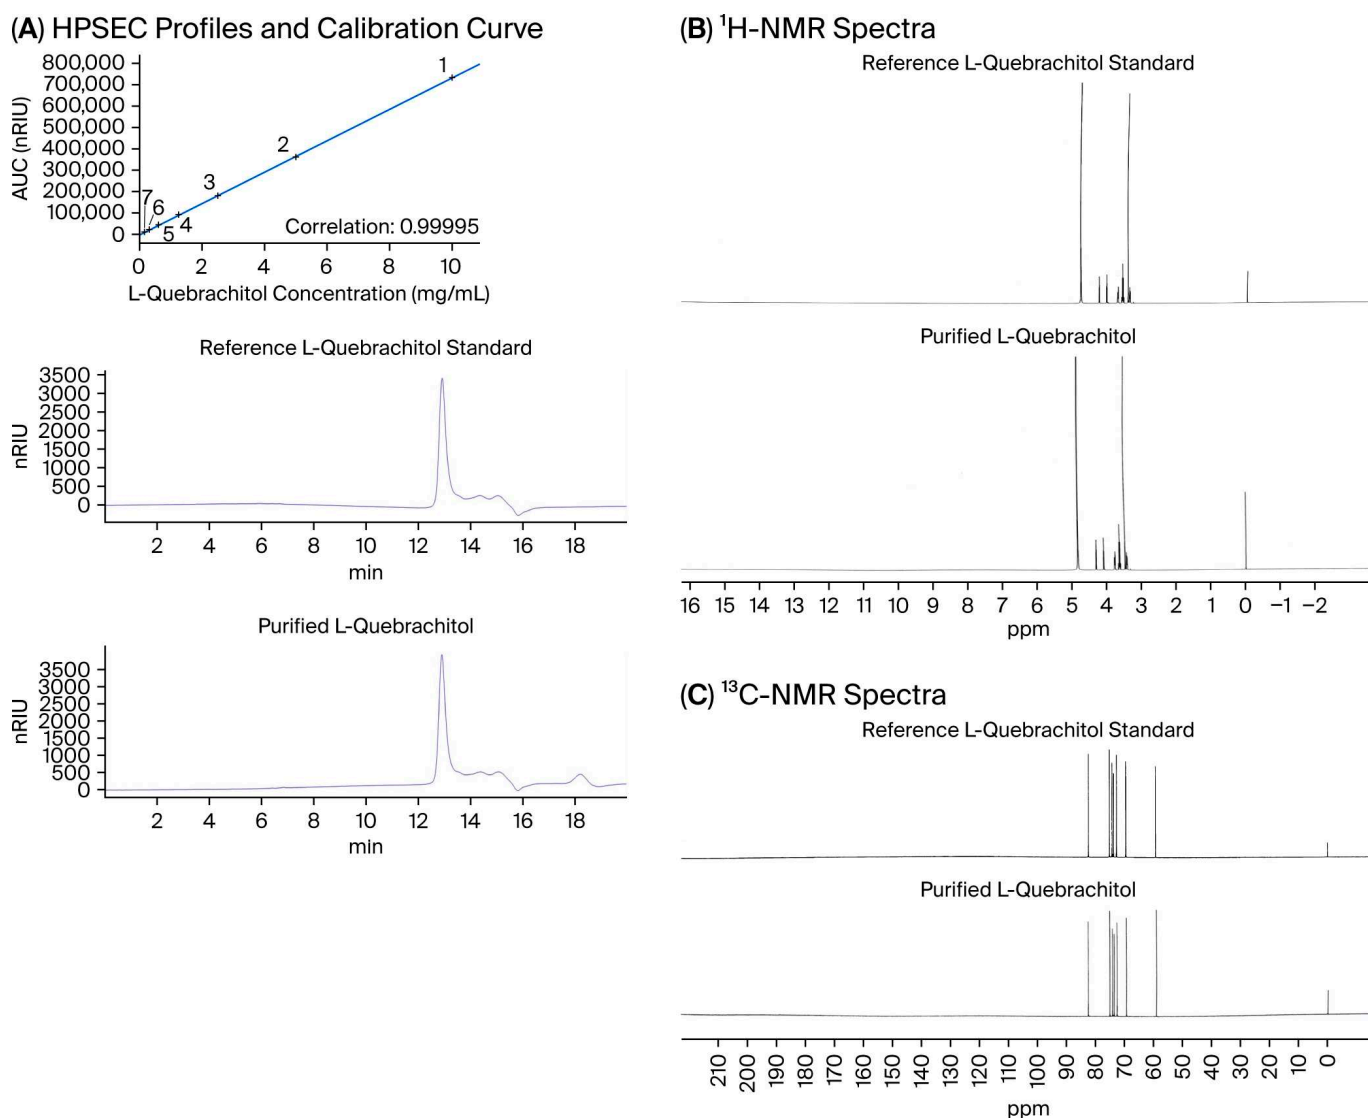 (A) HPSEC Profiles and Calibration Curve
800,000
700,000
600,000
500,000
400,000
300,000
200,000
100,000
0
AUC (nRIU)
1
2
3
4
5
6
7
Correlation: 0.99995
0 2 4 6 8 10
L-Quebrachitol Concentration (mg/mL)
Reference L-Quebrachitol Standard
3500
3000
2500
2000
1500
1000
500
0
nRIU
2 4 6 8 10 12 14 16 18
min
Purified L-Quebrachitol
3500
3000
2500
2000
1500
1000
500
0
nRIU
2 4 6 8 10 12 14 16 18
min
(B) ¹H-NMR Spectra
Reference L-Quebrachitol Standard
Purified L-Quebrachitol
16 15 14 13 12 11 10 9 8 7 6 5 4 3 2 1 0 −1 −2
ppm
(C) ¹³C-NMR Spectra
Reference L-Quebrachitol Standard
Purified L-Quebrachitol
210 200 190 180 170 160 150 140 130 120 110 100 90 80 70 60 50 40 30 20 10 0
ppm